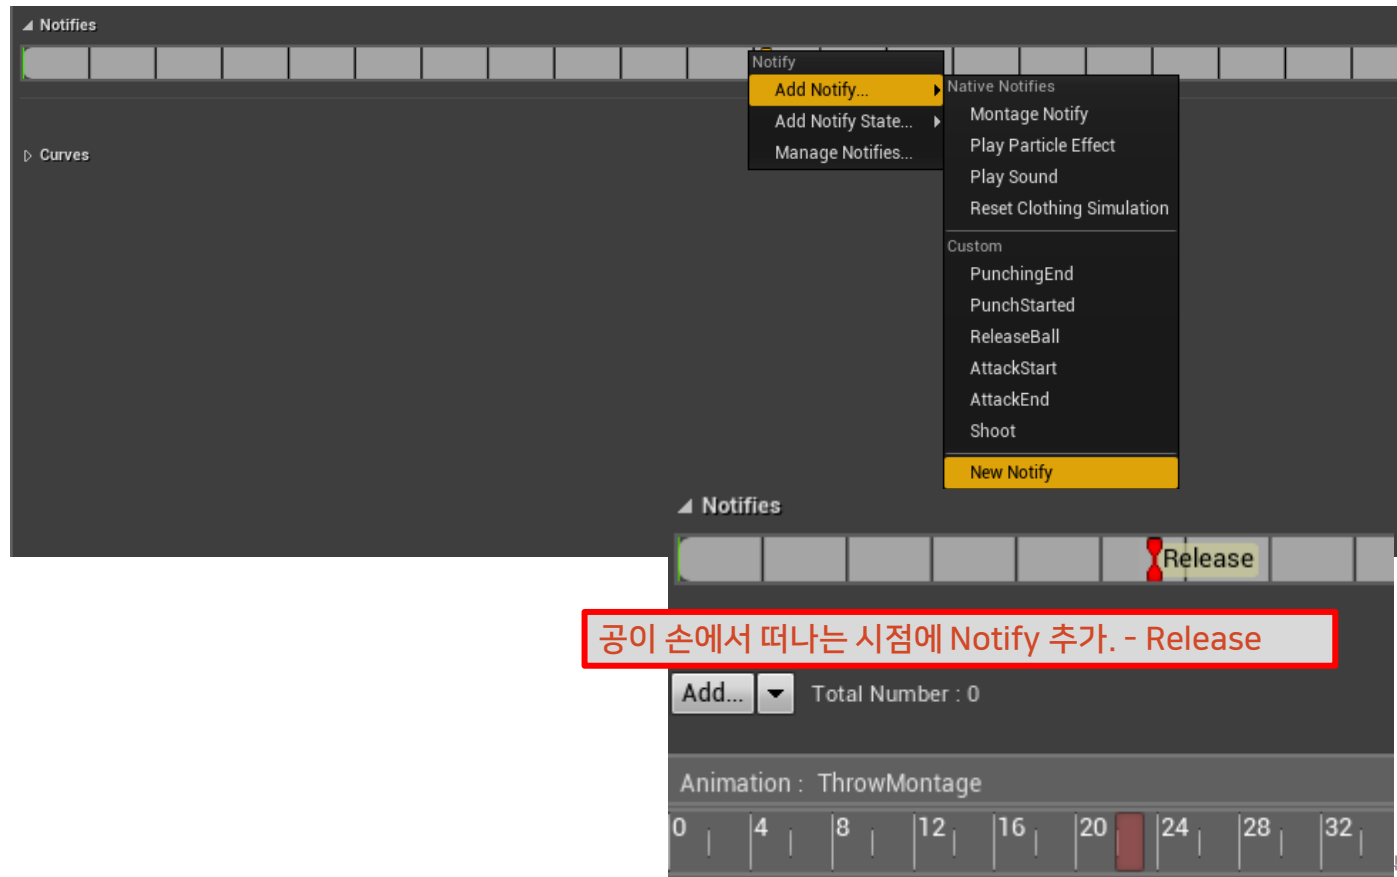 Notifies
Notify
Add Notify...
Add Notify State...
Manage Notifies...
Native Notifies
Montage Notify
Play Particle Effect
Play Sound
Reset Clothing Simulation
Custom
PunchingEnd
PunchStarted
ReleaseBall
AttackStart
AttackEnd
Shoot
New Notify
Curves
Notifies
Release
공이 손에서 떠나는 시점에 Notify 추가. - Release
Add... Total Number : 0
Animation : ThrowMontage
0 4 8 12 16 20 24 28 32